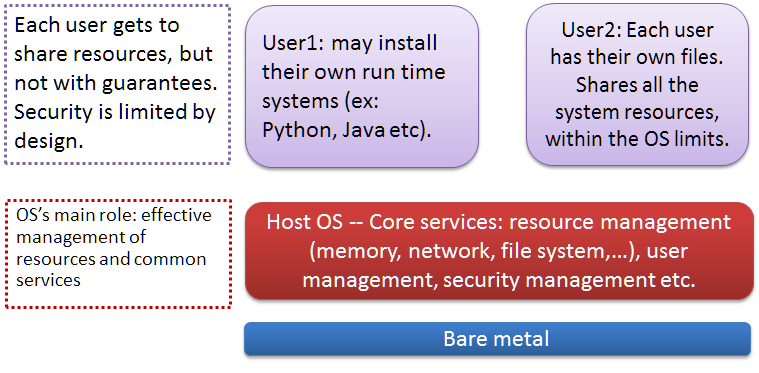 Each user gets to
share resources, but
not with guarantees.
Security is limited by
design.
User1: may install
their own run time
systems (ex:
Python, Java etc).
User2: Each user
has their own files.
Shares all the
system resources,
within the OS limits.
OS's main role: effective
management of
resources and common
services
Host OS -- Core services: resource management
(memory, network, file system,...), user
management, security management etc.
Bare metal